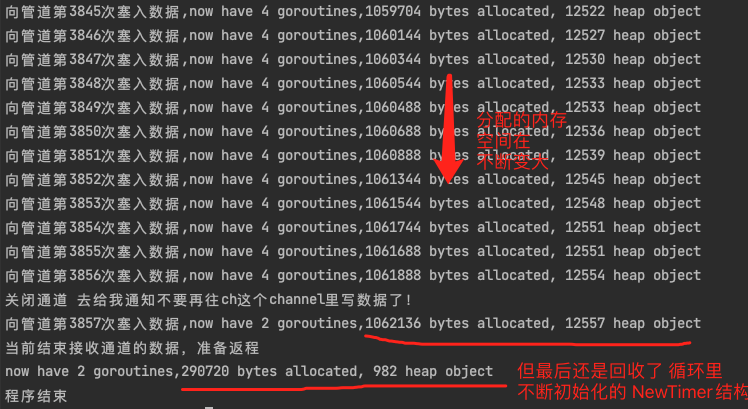 向管道第3845次塞入数据,now have 4 goroutines,1059704 bytes allocated, 12522 heap object
向管道第3846次塞入数据,now have 4 goroutines,1060144 bytes allocated, 12527 heap object
向管道第3847次塞入数据,now have 4 goroutines,1060344 bytes allocated, 12530 heap object
向管道第3848次塞入数据,now have 4 goroutines,1060544 bytes allocated, 12533 heap object
向管道第3849次塞入数据,now have 4 goroutines,1060488 bytes allocated, 12533 heap object
向管道第3850次塞入数据,now have 4 goroutines,1060688 bytes allocated, 12536 heap object
向管道第3851次塞入数据,now have 4 goroutines,1060888 bytes allocated, 12539 heap object
向管道第3852次塞入数据,now have 4 goroutines,1061344 bytes allocated, 12545 heap object
向管道第3853次塞入数据,now have 4 goroutines,1061544 bytes allocated, 12548 heap object
向管道第3854次塞入数据,now have 4 goroutines,1061744 bytes allocated, 12551 heap object
向管道第3855次塞入数据,now have 4 goroutines,1061688 bytes allocated, 12551 heap object
向管道第3856次塞入数据,now have 4 goroutines,1061888 bytes allocated, 12554 heap object
分配的内存
空间在
不断变大
关闭通道 去给我通知不要再往ch这个channel里写数据了!
向管道第3857次塞入数据,now have 2 goroutines,1062136 bytes allocated, 12557 heap object
当前结束接收通道的数据, 准备返程
now have 2 goroutines,290720 bytes allocated, 982 heap object
程序结束
但最后还是回收了 循环里
不断初始化的 NewTimer结构